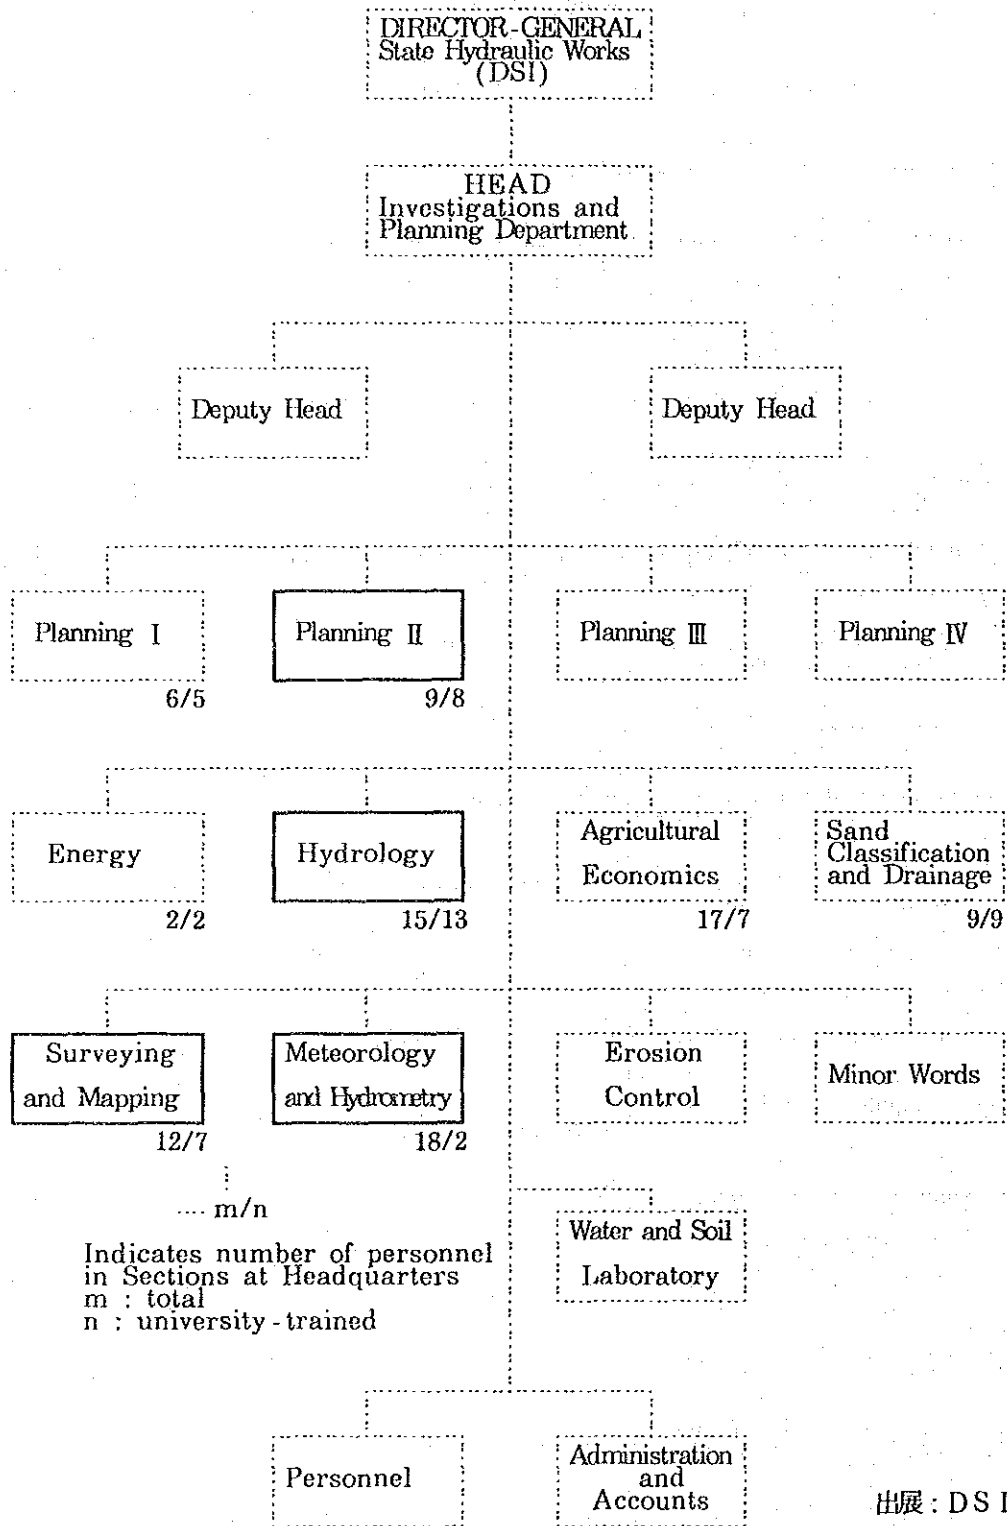 DIRECTOR-GENERAL
State Hydraulic Works
(DSI)
HEAD
Investigations and
Planning Department
Deputy Head
Deputy Head
Planning I
6/5
Planning II
9/8
Planning III
Planning IV
Energy
2/2
Hydrology
15/13
Agricultural
Economics
17/7
Sand
Classification
and Drainage
9/9
Surveying
and Mapping
12/7
Meteorology
and Hydrometry
18/2
Erosion
Control
Minor Words
.... m/n
Indicates number of personnel
in Sections at Headquarters
m : total
n : university-trained
Water and Soil
Laboratory
Personnel
Administration
and
Accounts
出展 : DSI